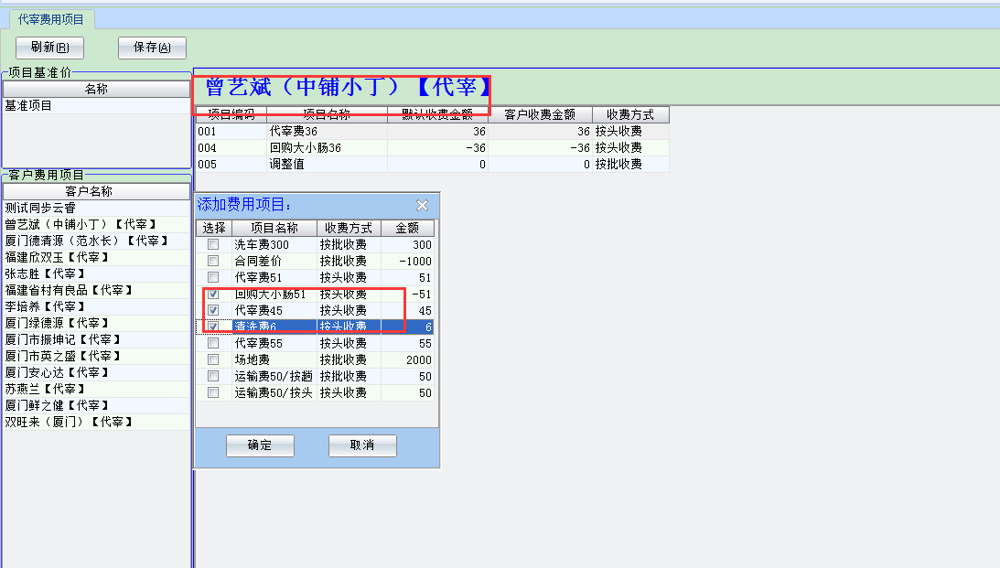 代宰费用项目
刷新(R) 保存(A)
项目基准价
名称
基准项目
客户费用项目
客户名称
测试同步云睿
曾艺斌（中铺小丁）【代宰】
厦门德清源（范水长）【代宰】
福建欣双玉【代宰】
张志胜【代宰】
福建省村有良品【代宰】
李培养【代宰】
厦门绿德源【代宰】
厦门市振坤记【代宰】
厦门市英之盛【代宰】
厦门安心达【代宰】
苏燕兰【代宰】
厦门鲜之健【代宰】
双旺来（厦门）【代宰】
曾艺斌（中铺小丁）【代宰】
项目编码 项目名称 默认收费金额 客户收费金额 收费方式
001 代宰费36 36 36 按头收费
004 回购大小肠36 -36 -36 按头收费
005 调整值 0 0 按批收费
添加费用项目:
选择 项目名称 收费方式 金额
洗车费300 按批收费 300
合同差价 按批收费 -1000
代宰费51 按头收费 51
回购大小肠51 按头收费 -51
代宰费45 按头收费 45
清洗费6 按头收费 6
代宰费55 按头收费 55
场地费 按批收费 2000
运输费50/按趟 按批收费 50
运输费50/按头 按头收费 50
确定 取消